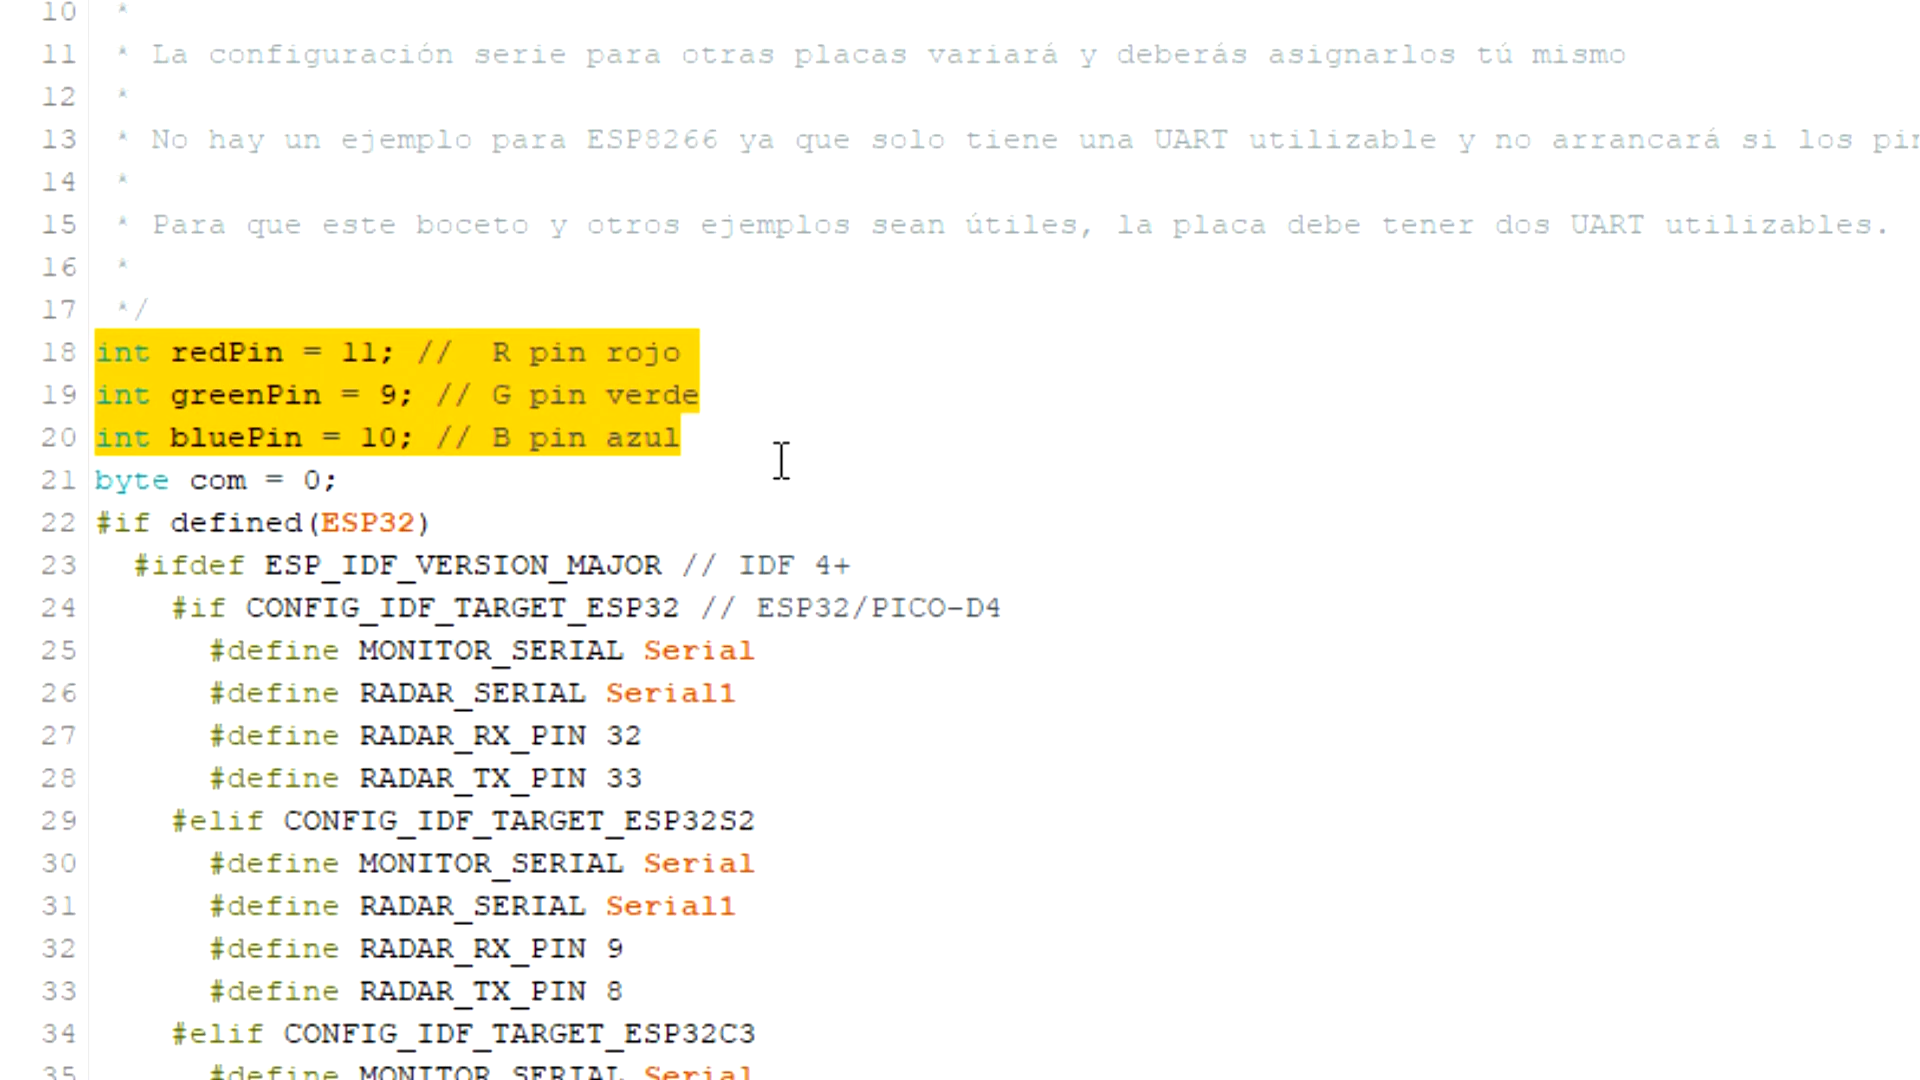 10 *
11 * La configuración serie para otras placas variará y deberás asignarlos tú mismo
12 *
13 * No hay un ejemplo para ESP8266 ya que solo tiene una UART utilizable y no arrancará si los
14 *
15 * Para que este boceto y otros ejemplos sean útiles, la placa debe tener dos UART utilizables.
16 *
17 */
18 int redPin = 11; //  R pin rojo
19 int greenPin = 9; // G pin verde
20 int bluePin = 10; // B pin azul
21 byte com = 0;
22 #if defined(ESP32)
23   #ifdef ESP_IDF_VERSION_MAJOR // IDF 4+
24     #if CONFIG_IDF_TARGET_ESP32 // ESP32/PICO-D4
25       #define MONITOR_SERIAL Serial
26       #define RADAR_SERIAL Serial1
27       #define RADAR_RX_PIN 32
28       #define RADAR_TX_PIN 33
29     #elif CONFIG_IDF_TARGET_ESP32S2
30       #define MONITOR_SERIAL Serial
31       #define RADAR_SERIAL Serial1
32       #define RADAR_RX_PIN 9
33       #define RADAR_TX_PIN 8
34     #elif CONFIG_IDF_TARGET_ESP32C3
35       #define MONITOR_SERIAL Serial